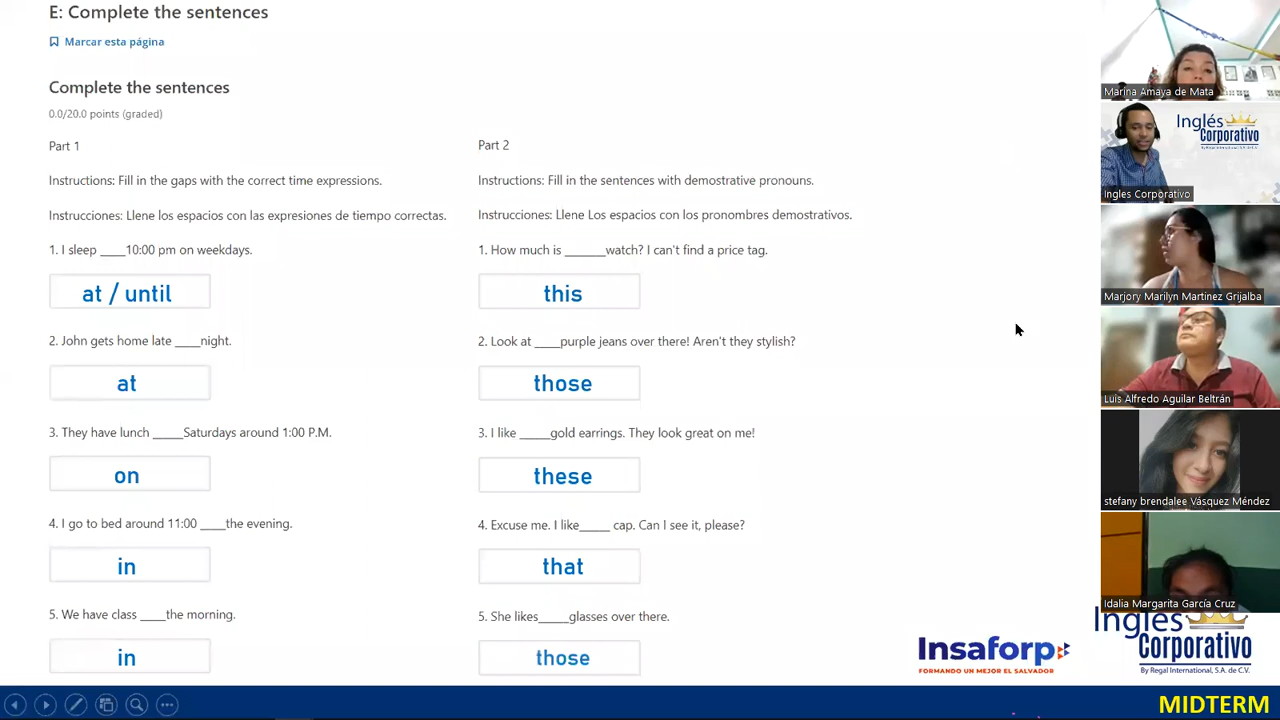 E: Complete the sentences
Marcar esta página
Complete the sentences
0.0/20.0 points (graded)
Part 1
Instructions: Fill in the gaps with the correct time expressions.
Instrucciones: Llene los espacios con las expresiones de tiempo correctas.
1. I sleep ____10:00 pm on weekdays.
at / until
2. John gets home late ____night.
at
3. They have lunch _____Saturdays around 1:00 P.M.
on
4. I go to bed around 11:00 ____the evening.
in
5. We have class ____the morning.
in
Part 2
Instructions: Fill in the sentences with demostrative pronouns.
Instrucciones: Llene Los espacios con los pronombres demostrativos.
1. How much is _______watch? I can't find a price tag.
this
2. Look at ____purple jeans over there! Aren't they stylish?
those
3. I like _____gold earrings. They look great on me!
these
4. Excuse me. I like_____ cap. Can I see it, please?
that
5. She likes_____glasses over there.
those
Marina Amaya de Mata
Inglés
Corporativo
By Regal International, S.A. de C.V.
Ingles Corporativo
Marjory Marilyn Martinez Grijalba
Luis Alfredo Aguilar Beltrán
stefany brendalee Vásquez Méndez
Idalia Margarita García Cruz
Insaforp
FORMANDO UN MEJOR EL SALVADOR
Inglés
Corporativo
By Regal International, S.A. de C.V.
MIDTERM